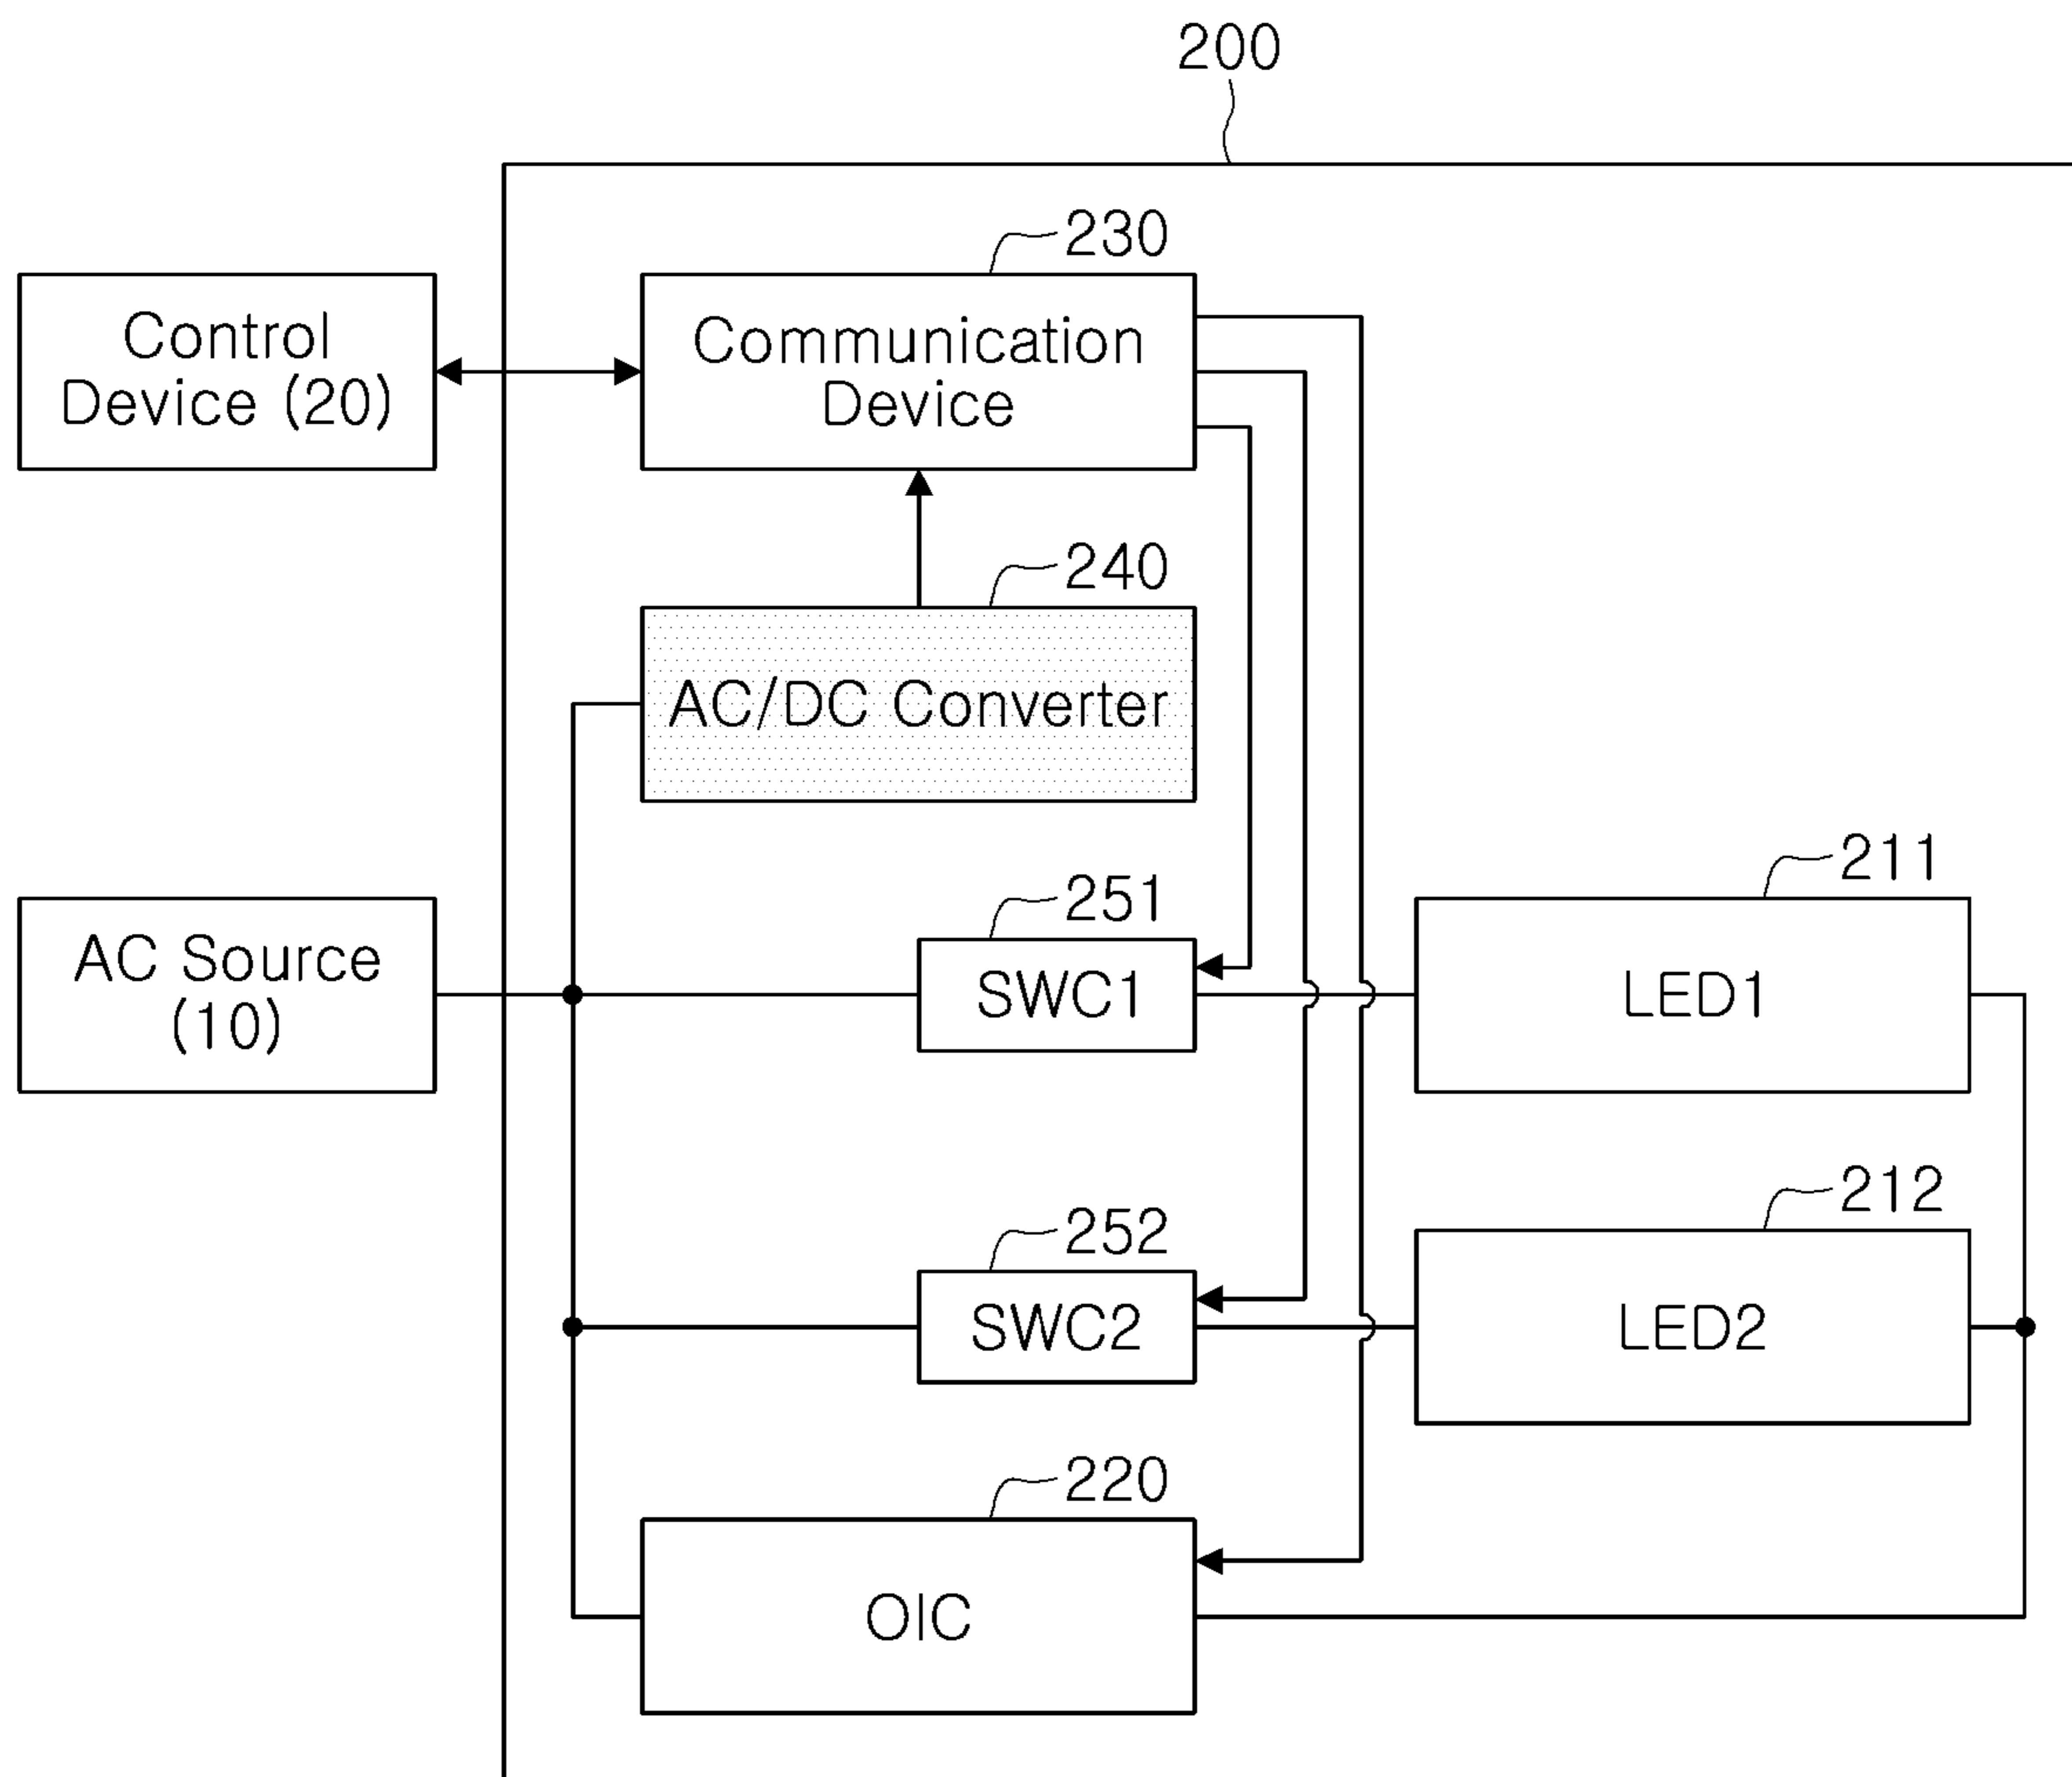 200
230
Control
Device (20)
Communication
Device
240
AC/DC Converter
211
251
AC Source
(10)
SWC1
LED1
212
252
SWC2
LED2
220
OIC